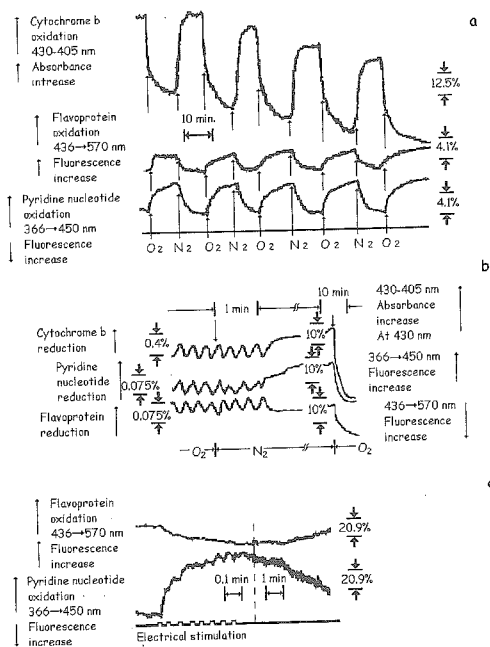 a
Cytochrome b
oxidation
430-405 nm
Absorbance
intrease
12.5%
Flavoprotein
oxidation
436→570 nm
Fluorescence
increase
10 min.
4.1%
Pyridine nucleotide
oxidation
366→450 nm
Fluorescence
increase
4.1%
O2 N2 O2 N2 O2 N2 O2 N2 O2
b
1 min
10 min
430-405 nm
Absorbance
increase
At 430 nm
Cytochrome b
reduction
0.4%
10%
366→450 nm
Fluorescence
increase
Pyridine
nucleotide
reduction
0.075%
10%
436→570 nm
Fluorescence
increase
Flavoprotein
reduction
0.075%
10%
O2 N2 O2
Flavoprotein
oxidation
436→570 nm
Fluorescence
increase
20.9%
Pyridine nucleotide
oxidation
366→450 nm
Fluorescence
increase
0.1 min
1 min
20.9%
Electrical stimulation